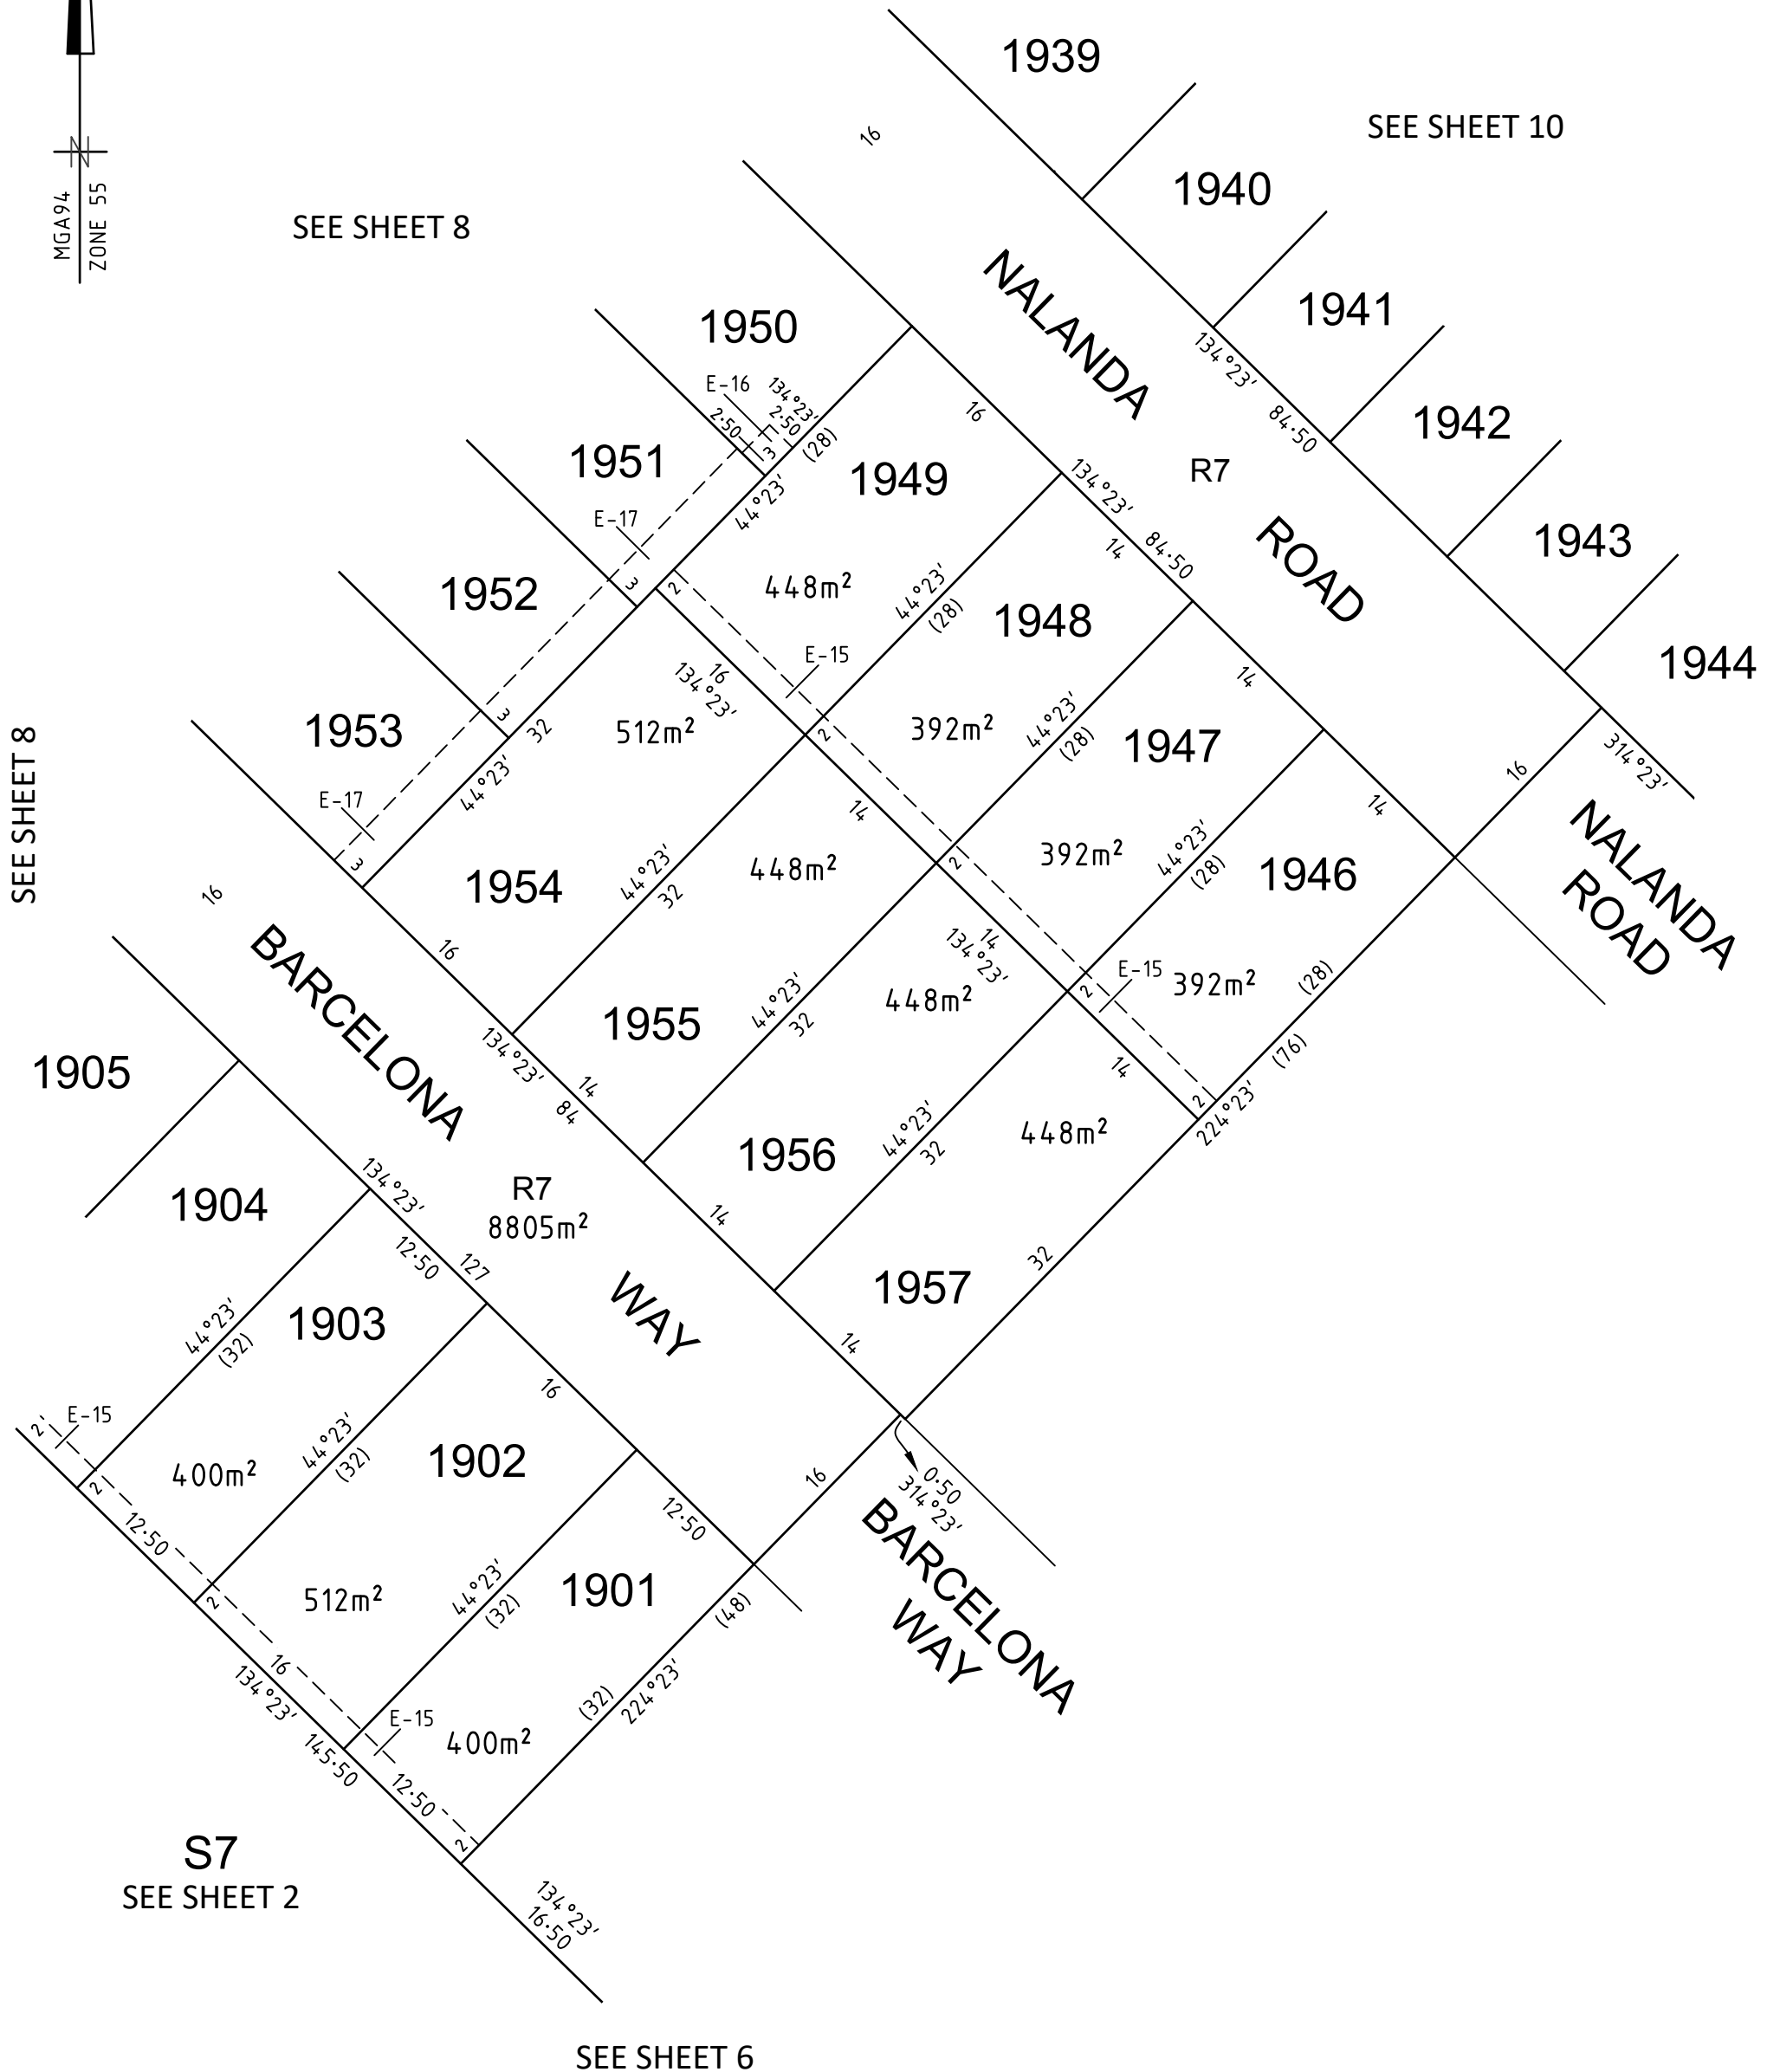 MGA94
ZONE 55
N
SEE SHEET 8
SEE SHEET 10
1939
1940
1941
1942
1943
1944
16
NALANDA
ROAD
R7
134°23′
84·50
314°23′
NALANDA
ROAD
16
1950
E-16
134°23′
2·50
2·50
3
(28)
1951
E-17
3
44°23′
1952
3
1953
E-17
3
32
44°23′
SEE SHEET 8
16
1949
448m²
2
44°23′
(28)
134°23′
84·50
14
1948
392m²
2
44°23′
(28)
14
1947
392m²
2
44°23′
(28)
14
1946
392m²
2
(28)
E-15
E-15
2
224°23′
(76)
16
134°23′
512m²
1954
16
44°23′
32
14
448m²
1955
134°23′
14
84
44°23′
32
14
134°23′
448m²
1956
14
44°23′
32
14
448m²
1957
14
32
16
BARCELONA
WAY
R7
8805m²
0·50
314°23′
BARCELONA
WAY
16
1905
1904
134°23′
127
12·50
44°23′
(32)
1903
400m²
E-15
2
2
12·50
44°23′
(32)
16
1902
512m²
2
16
44°23′
(32)
12·50
1901
400m²
E-15
12·50
2
(48)
(32)
224°23′
134°23′
145·50
134°23′
16·50
S7
SEE SHEET 2
SEE SHEET 6